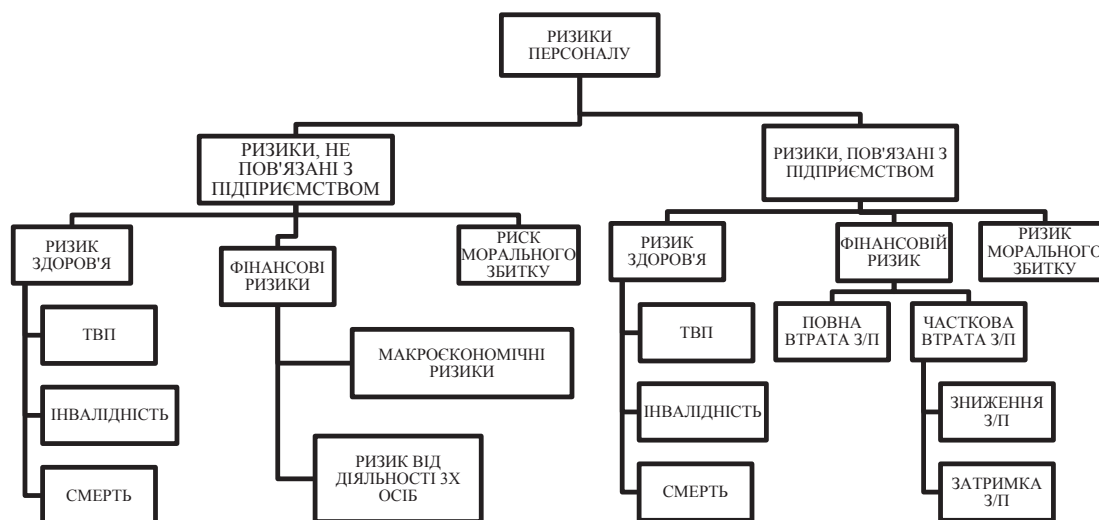 РИЗИКИ
ПЕРСОНАЛУ
РИЗИКИ, НЕ
ПОВ'ЯЗАНІ З
ПІДПРИЄМСТВОМ
РИЗИК
ЗДОРОВ'Я
ТВП
ІНВАЛІДНІСТЬ
СМЕРТЬ
ФІНАНСОВІ
РИЗИКИ
МАКРОЄКОНОМІЧНІ
РИЗИКИ
РИЗИК ВІД
ДІЯЛЬНОСТІ 3Х
ОСІБ
РИСК
МОРАЛЬНОГО
ЗБИТКУ
РИЗИКИ, ПОВ'ЯЗАНІ З
ПІДПРИЄМСТВОМ
РИЗИК
ЗДОРОВ'Я
ТВП
ІНВАЛІДНІСТЬ
СМЕРТЬ
ФІНАНСОВІЙ
РИЗИК
ПОВНА
ВТРАТА З/П
ЧАСТКОВА
ВТРАТА З/П
ЗНИЖЕННЯ
З/П
ЗАТРИМКА
З/П
РИЗИК
МОРАЛЬНОГО
ЗБИТКУ